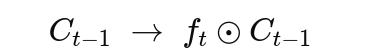 C_{t-1} → f_t ⊙ C_{t-1}